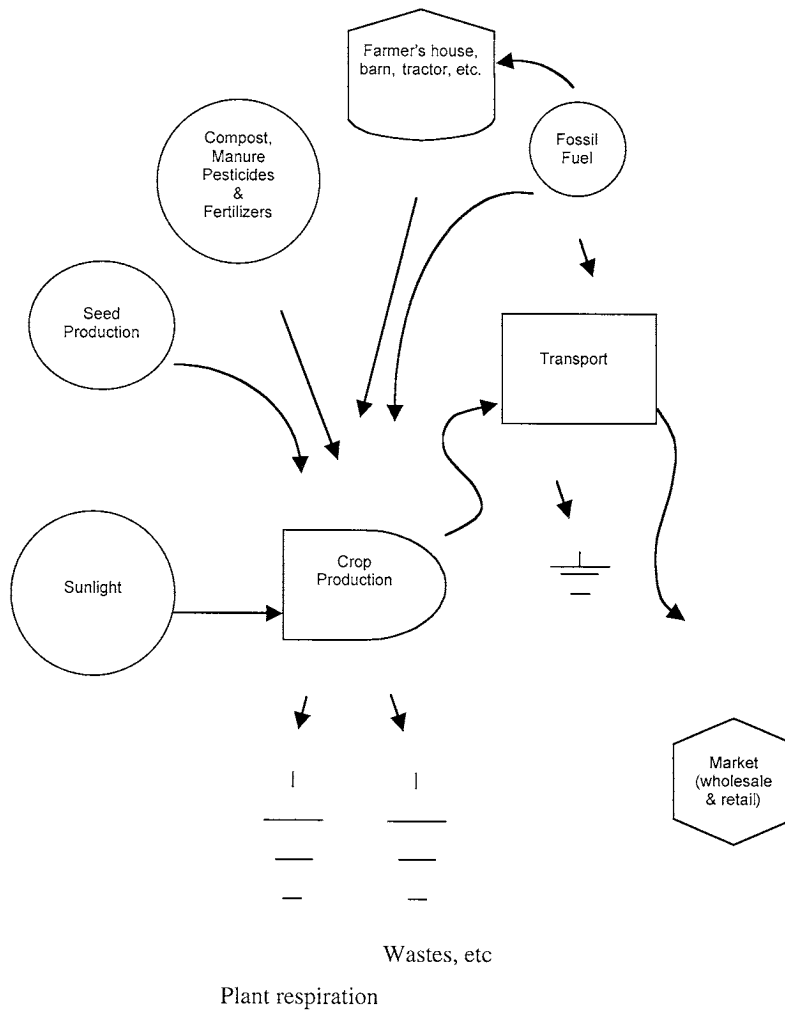 Farmer's house,
barn, tractor, etc.
Compost,
Manure
Pesticides
&
Fertilizers
Fossil
Fuel
Seed
Production
Transport
Crop
Production
Sunlight
Market
(wholesale
& retail)
Wastes, etc
Plant respiration